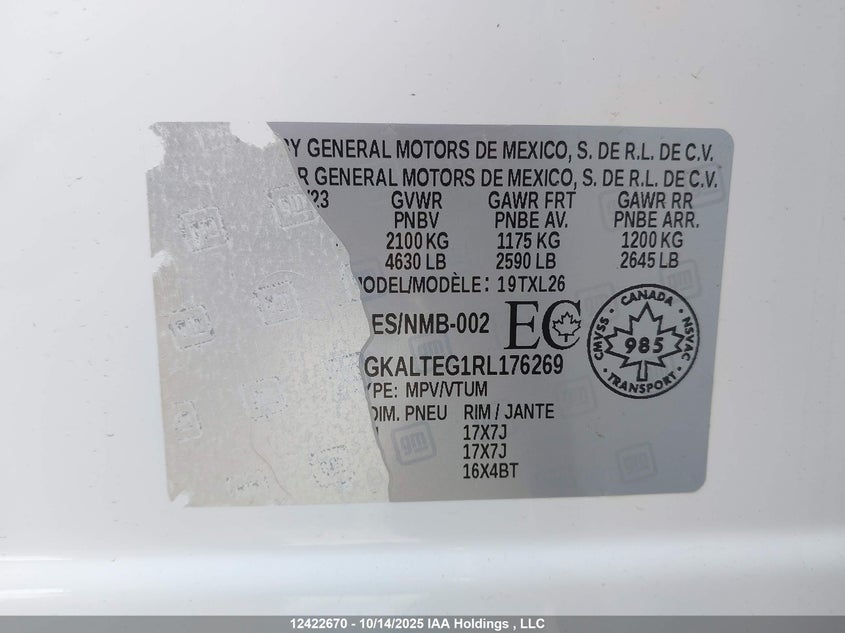 BY GENERAL MOTORS DE MEXICO, S. DE R.L. DE C.V.
R GENERAL MOTORS DE MEXICO, S. DE R.L. DE C.V.
/23 GVWR GAWR FRT GAWR RR
PNBV PNBE AV. PNBE ARR.
2100 KG 1175 KG 1200 KG
4630 LB 2590 LB 2645 LB
MODEL/MODÈLE: 19TXL26
ES/NMB-002 EC
CANADA
CMVSS 985 NSVAC
TRANSPORT
GKALTEG1RL176269
YPE: MPV/VTUM
DIM. PNEU RIM / JANTE
17X7J
17X7J
16X4BT
gm
12422670 - 10/14/2025 IAA Holdings , LLC